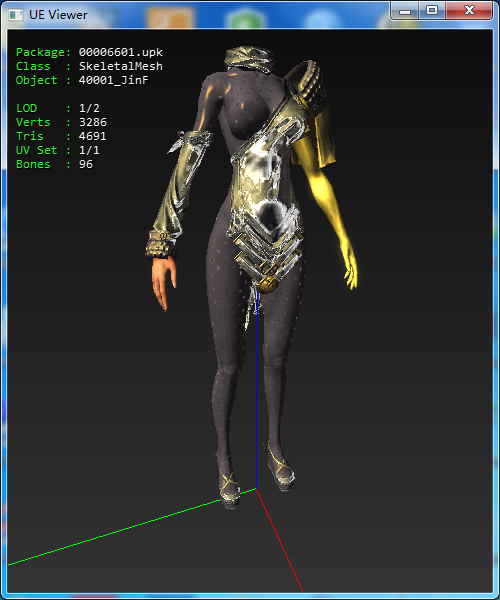 UE Viewer
Package: 00006601.upk
Class : SkeletalMesh
Object : 40001_JinF
LOD : 1/2
Verts : 3286
Tris : 4691
UV Set : 1/1
Bones : 96